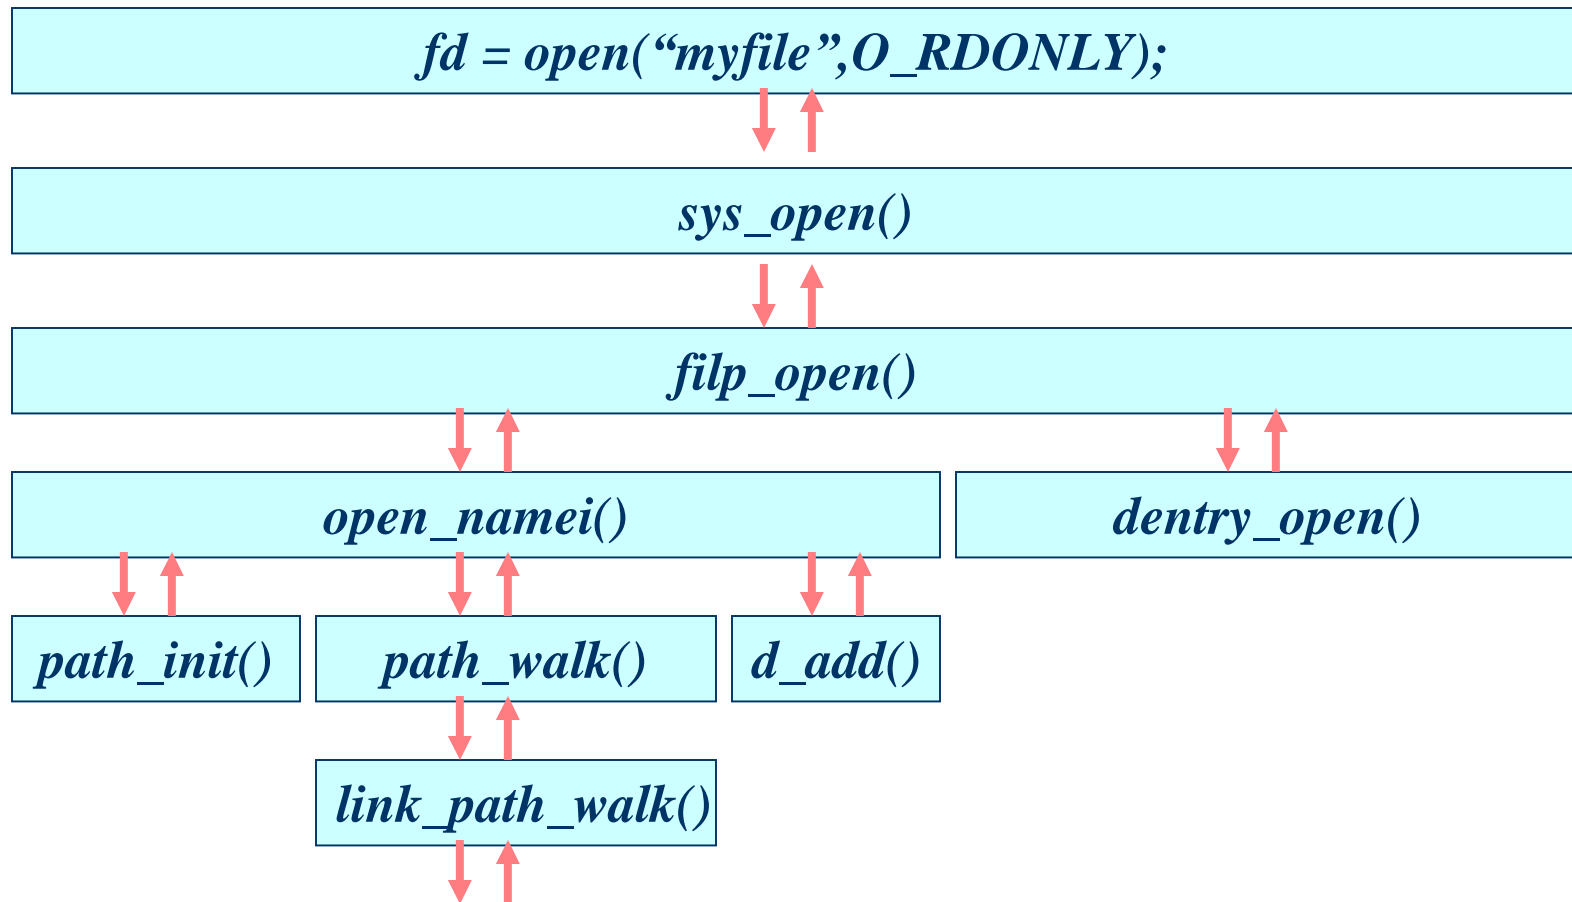 fd = open(“myfile”,O_RDONLY);
sys_open()
filp_open()
open_namei()
dentry_open()
path_init()
path_walk()
d_add()
link_path_walk()